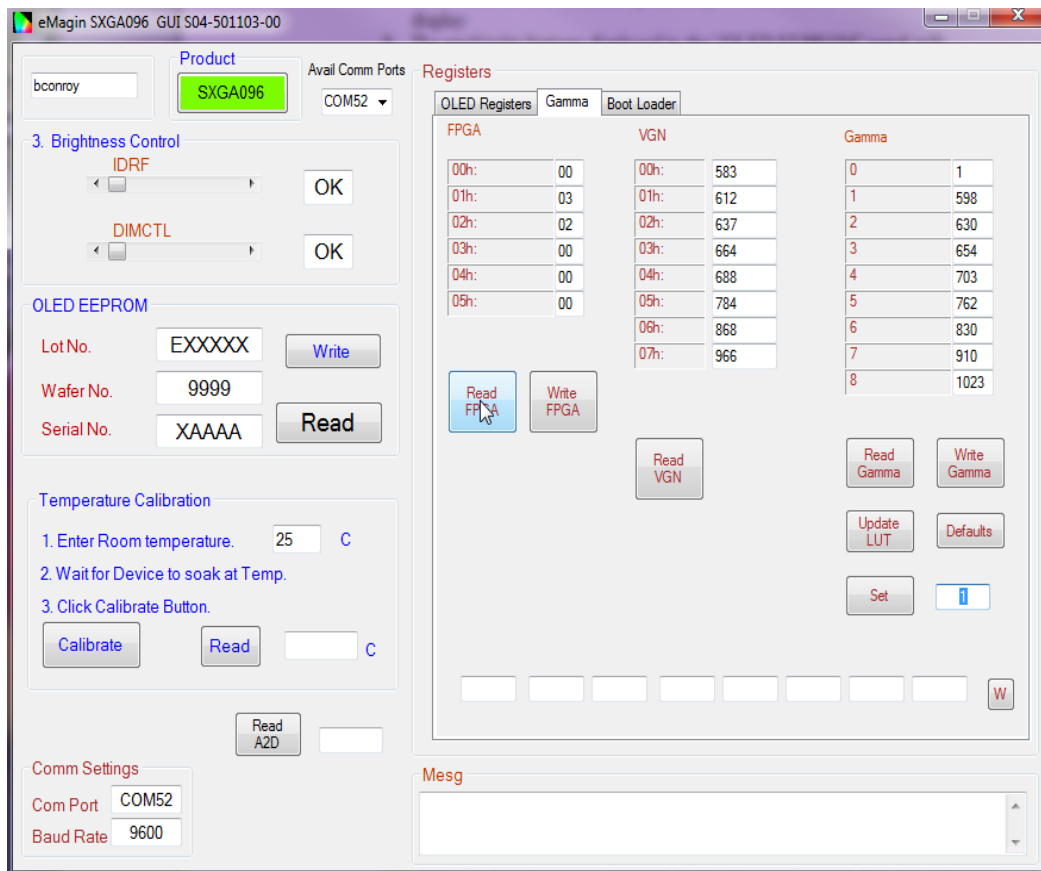 eMagin SXGA096 GUI S04-501103-00
X
bconroy
Product
SXGA096
Avail Comm Ports
COM52
3. Brightness Control
IDRF
OK
DIMCTL
OK
OLED EEPROM
Lot No. EXXXXX Write
Wafer No. 9999
Serial No. XAAAA Read
Temperature Calibration
1. Enter Room temperature. 25 C
2. Wait for Device to soak at Temp.
3. Click Calibrate Button.
Calibrate Read C
Read
A2D
Comm Settings
Com Port COM52
Baud Rate 9600
Registers
OLED Registers Gamma Boot Loader
FPGA
00h: 00
01h: 03
02h: 02
03h: 00
04h: 00
05h: 00
Read
FPGA
Write
FPGA
VGN
00h: 583
01h: 612
02h: 637
03h: 664
04h: 688
05h: 784
06h: 868
07h: 966
Read
VGN
Gamma
0 1
1 598
2 630
3 654
4 703
5 762
6 830
7 910
8 1023
Read
Gamma
Write
Gamma
Update
LUT
Defaults
Set 1
W
Mesg